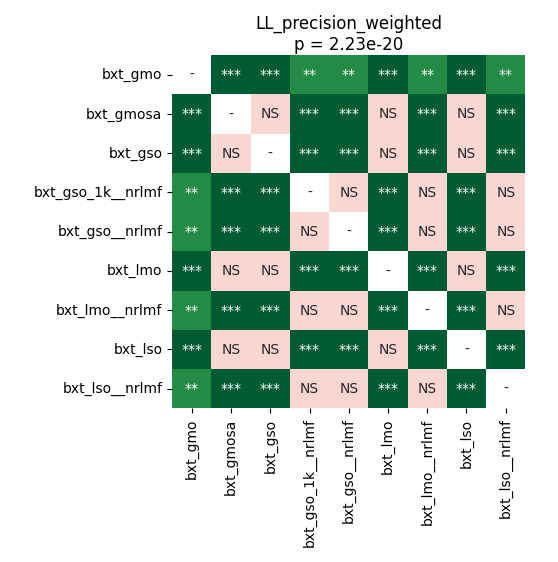 LL_precision_weighted
p = 2.23e-20
bxt_gmo - *** *** ** ** *** ** *** **
bxt_gmosa *** - NS *** *** NS *** NS ***
bxt_gso *** NS - *** *** NS *** NS ***
bxt_gso_1k__nrlmf ** *** *** - NS *** NS *** NS
bxt_gso__nrlmf ** *** *** NS - *** NS *** NS
bxt_lmo *** NS NS *** *** - *** NS ***
bxt_lmo__nrlmf ** *** *** NS NS *** - *** NS
bxt_lso *** NS NS *** *** NS *** - ***
bxt_lso__nrlmf ** *** *** NS NS *** NS *** -
bxt_gmo
bxt_gmosa
bxt_gso
bxt_gso_1k__nrlmf
bxt_gso__nrlmf
bxt_lmo
bxt_lmo__nrlmf
bxt_lso
bxt_lso__nrlmf